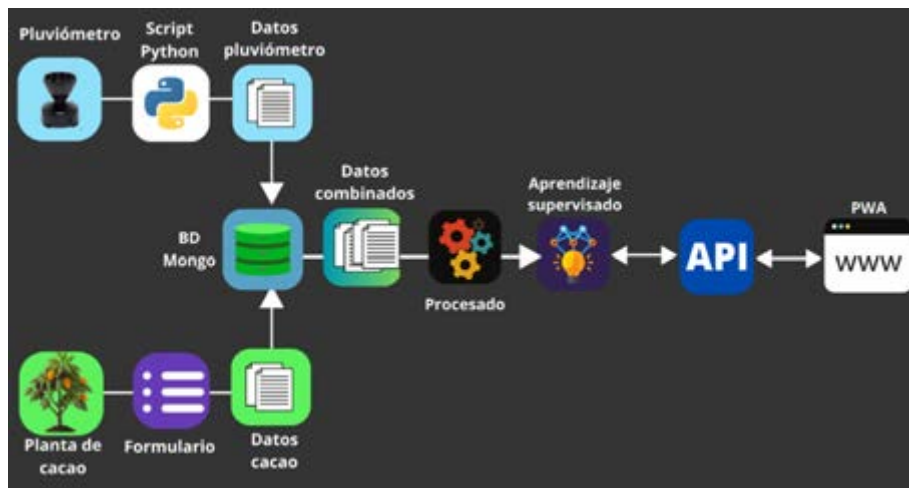 Pluviómetro
Script
Python
Datos
pluviómetro
Datos
combinados
Aprendizaje
supervisado
PWA
BD
Mongo
API
www
Procesado
Planta de
cacao
Formulario
Datos
cacao